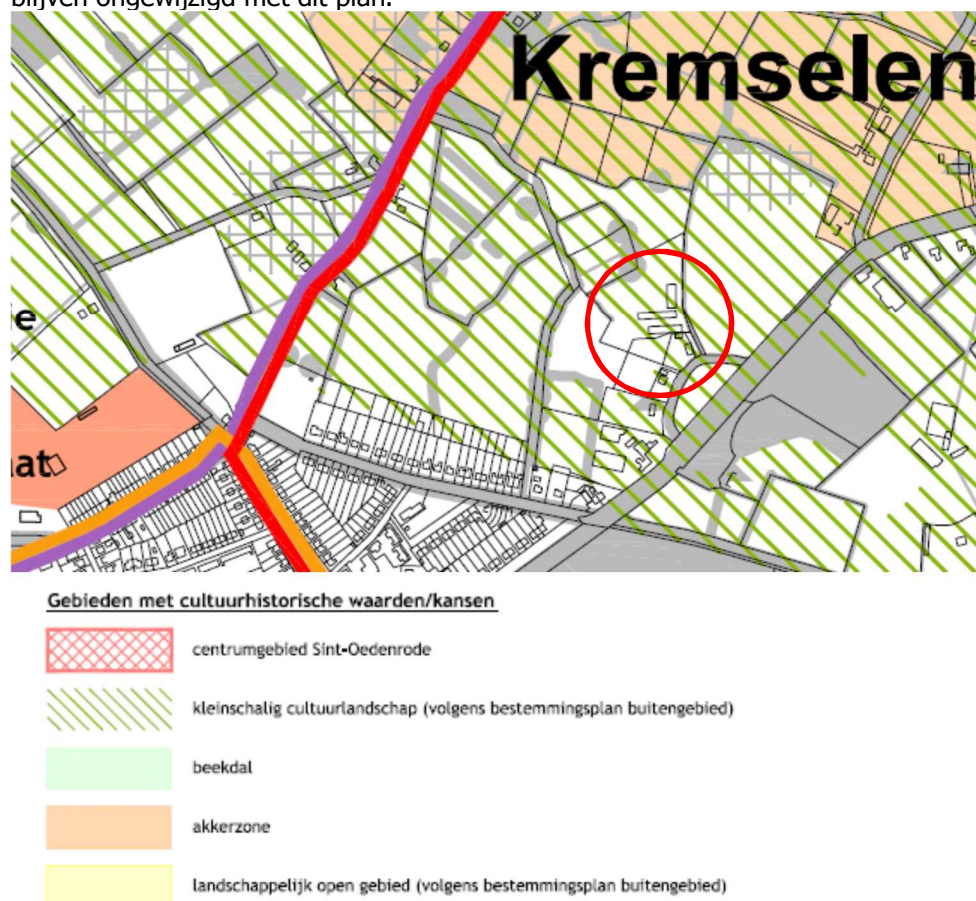 blijven ongewijzigd met dit plan.
Kremselen
e
at
Gebieden met cultuurhistorische waarden/kansen
centrumgebied Sint-Oedenrode
kleinschalig cultuurlandschap (volgens bestemmingsplan buitengebied)
beekdal
akkerzone
landschappelijk open gebied (volgens bestemmingsplan buitengebied)